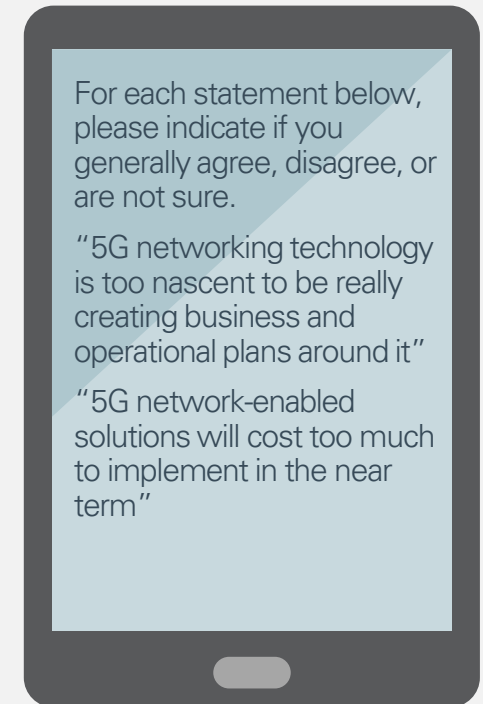 For each statement below,
please indicate if you
generally agree, disagree, or
are not sure.
“5G networking technology
is too nascent to be really
creating business and
operational plans around it”
“5G network-enabled
solutions will cost too much
to implement in the near
term”